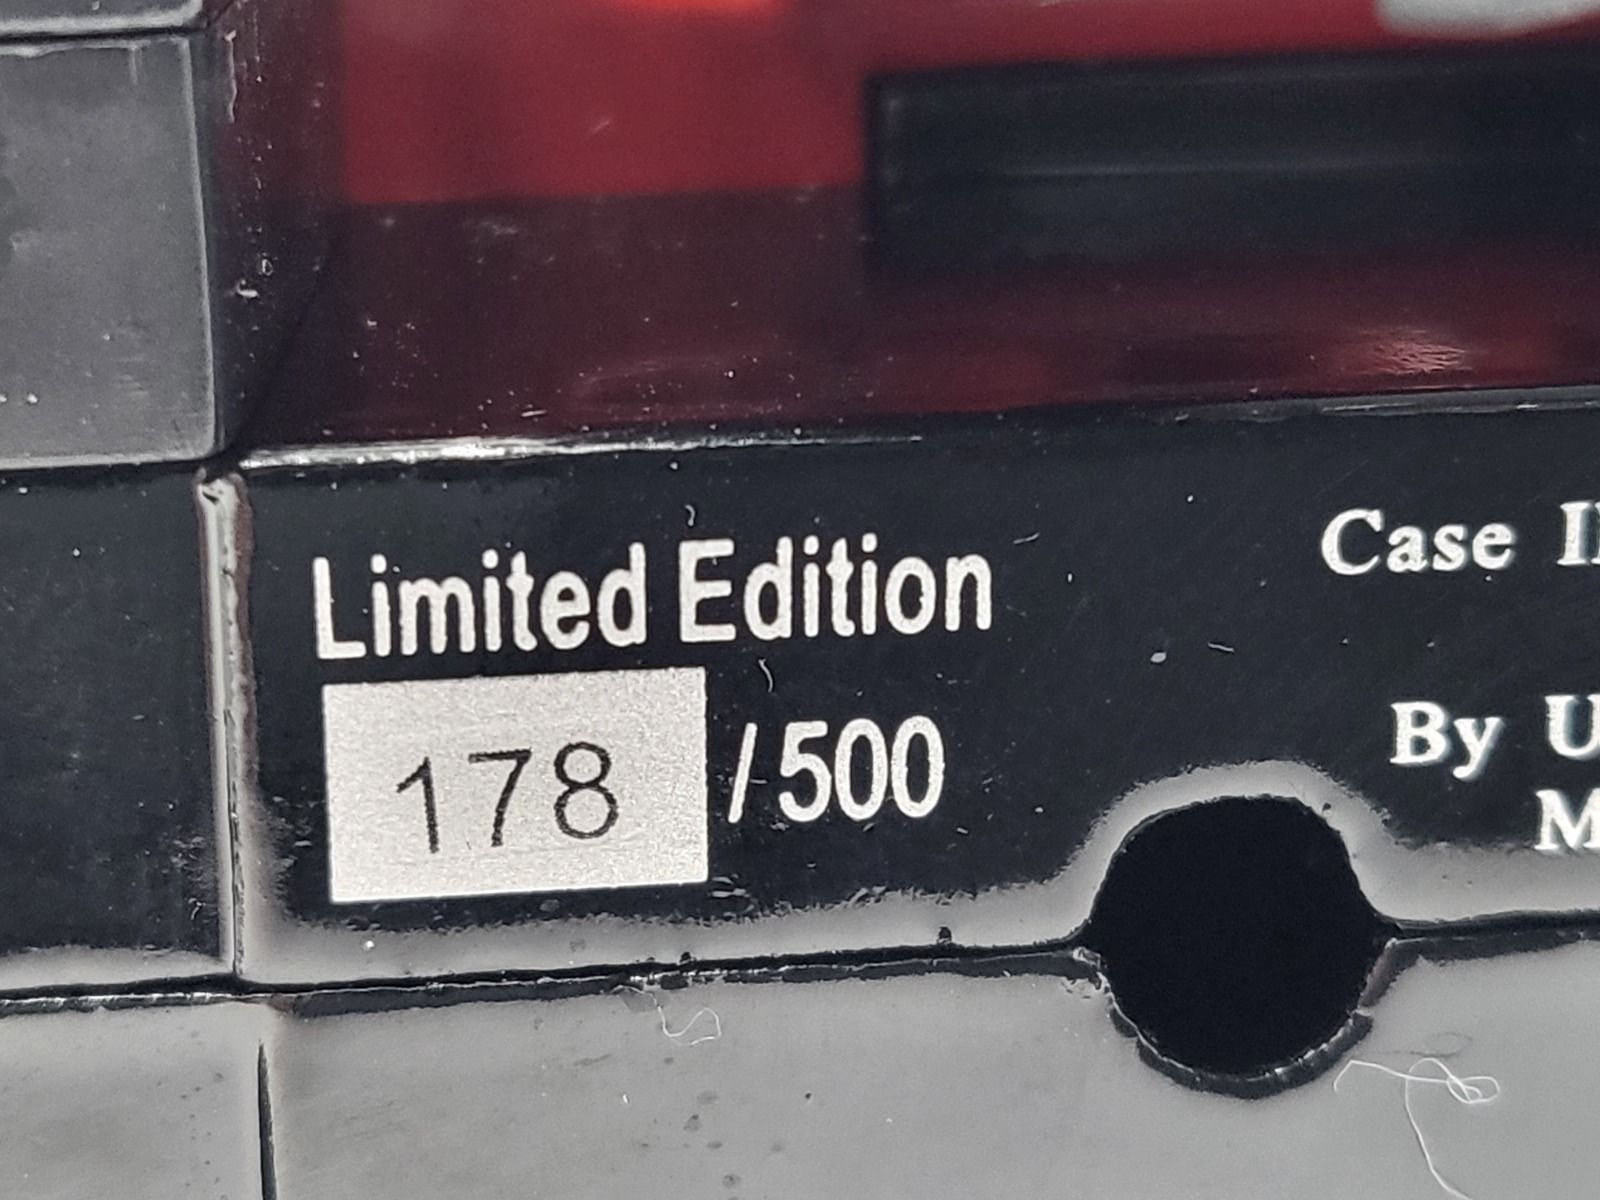 Limited Edition
178 / 500
Case
By